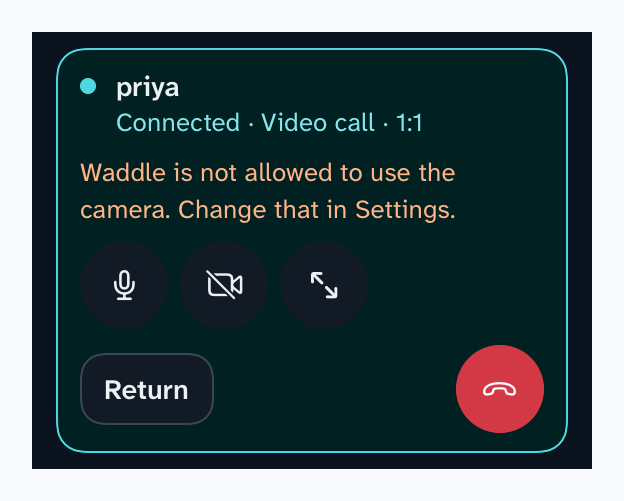 priya
Connected · Video call · 1:1
Waddle is not allowed to use the
camera. Change that in Settings.
Return